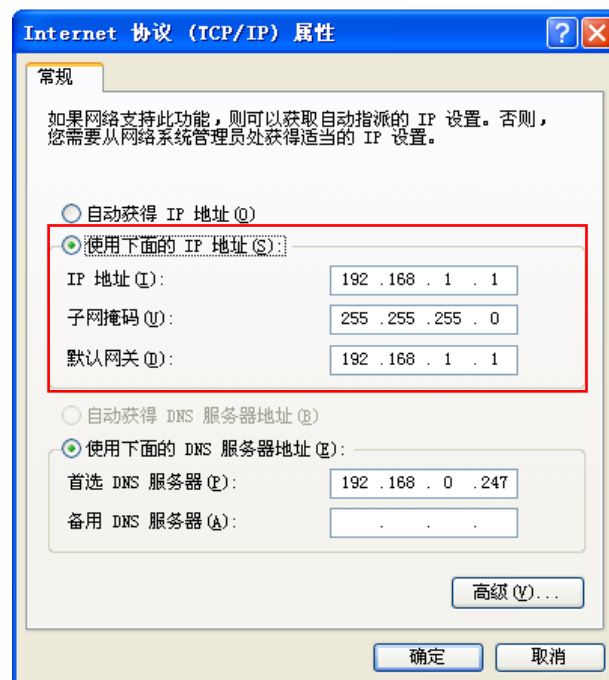 Internet 协议 (TCP/IP) 属性
常规
如果网络支持此功能，则可以获取自动指派的 IP 设置。否则，
您需要从网络系统管理员处获得适当的 IP 设置。
自动获得 IP 地址(O)
使用下面的 IP 地址(S):
IP 地址(I): 192 .168 . 1 . 1
子网掩码(U): 255 .255 .255 . 0
默认网关(D): 192 .168 . 1 . 1
自动获得 DNS 服务器地址(B)
使用下面的 DNS 服务器地址(E):
首选 DNS 服务器(P): 192 .168 . 0 .247
备用 DNS 服务器(A): . . .
高级(V)...
确定 取消